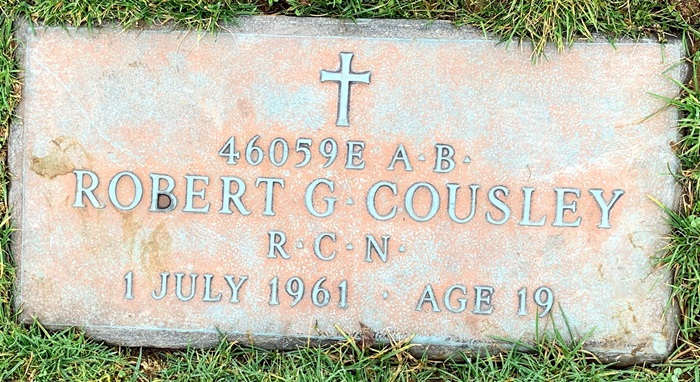 46059E A·B·
ROBERT G·COUSLEY
R·C·N·
1 JULY 1961 · AGE 19